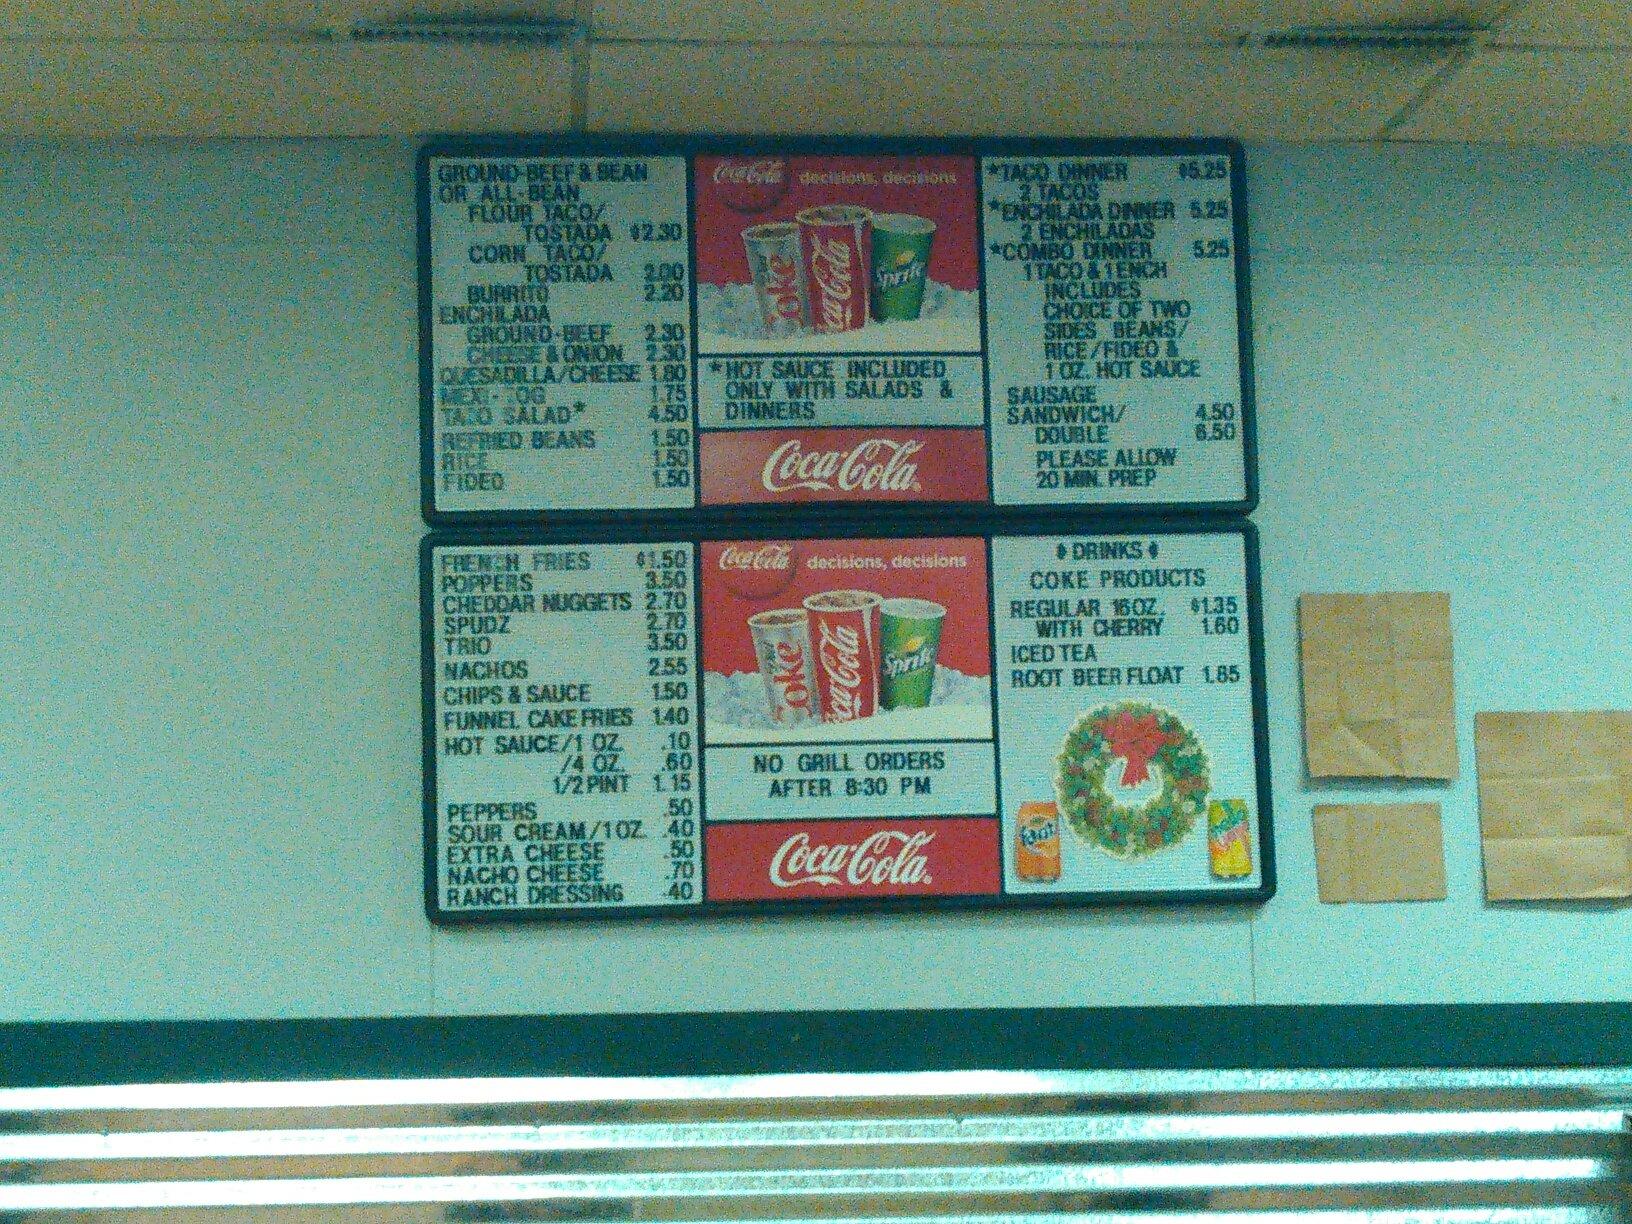 GROUND-BEEF & BEAN
OR ALL-BEAN
FLOUR TACO/
TOSTADA $2.30
CORN TACO/
TOSTADA 2.00
BURRITO 2.20
ENCHILADA
GROUND-BEEF 2.30
CHEESE & ONION 2.30
QUESADILLA/CHEESE 1.80
MEXI- DOG 1.75
TACO SALAD* 4.50
REFRIED BEANS 1.50
RICE 1.50
FIDEO 1.50
Coca-Cola decisions, decisions
Coke
Coca-Cola
Sprite
*HOT SAUCE INCLUDED
ONLY WITH SALADS &
DINNERS
Coca-Cola
*TACO DINNER $5.25
2 TACOS
*ENCHILADA DINNER 5.25
2 ENCHILADAS
*COMBO DINNER 5.25
1 TACO & 1 ENCH
INCLUDES
CHOICE OF TWO
SIDES BEANS/
RICE/FIDEO &
1 OZ. HOT SAUCE
SAUSAGE
SANDWICH/ 4.50
DOUBLE 6.50
PLEASE ALLOW
20 MIN. PREP
FRENCH FRIES $1.50
POPPERS 3.50
CHEDDAR NUGGETS 2.70
SPUDZ 2.70
TRIO 3.50
NACHOS 2.55
CHIPS & SAUCE 1.50
FUNNEL CAKE FRIES 1.40
HOT SAUCE/1 OZ. .10
/4 OZ. .60
1/2 PINT 1.15
PEPPERS .50
SOUR CREAM/1 OZ. .40
EXTRA CHEESE .50
NACHO CHEESE .70
RANCH DRESSING .40
Coca-Cola decisions, decisions
Coke
Coca-Cola
Sprite
NO GRILL ORDERS
AFTER 8:30 PM
Coca-Cola
DRINKS
COKE PRODUCTS
REGULAR 16 OZ. $1.35
WITH CHERRY 1.60
ICED TEA
ROOT BEER FLOAT 1.85
Fanta